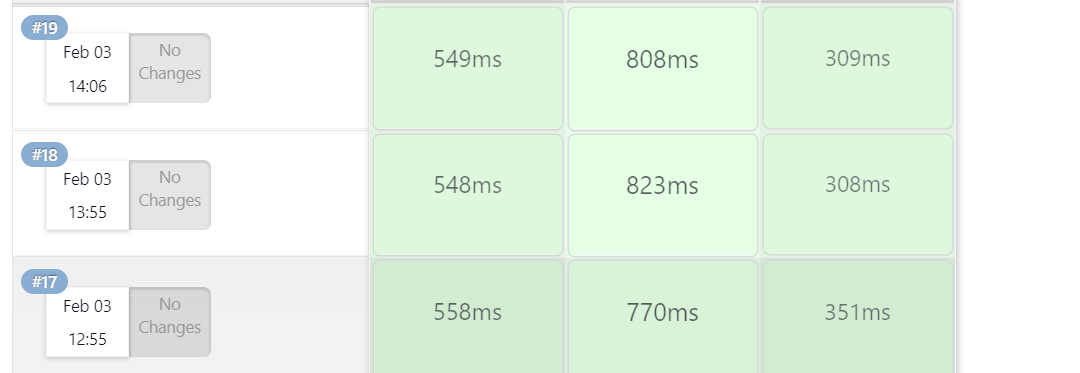 #19
Feb 03
14:06
No
Changes
549ms
808ms
309ms
#18
Feb 03
13:55
No
Changes
548ms
823ms
308ms
#17
Feb 03
12:55
No
Changes
558ms
770ms
351ms